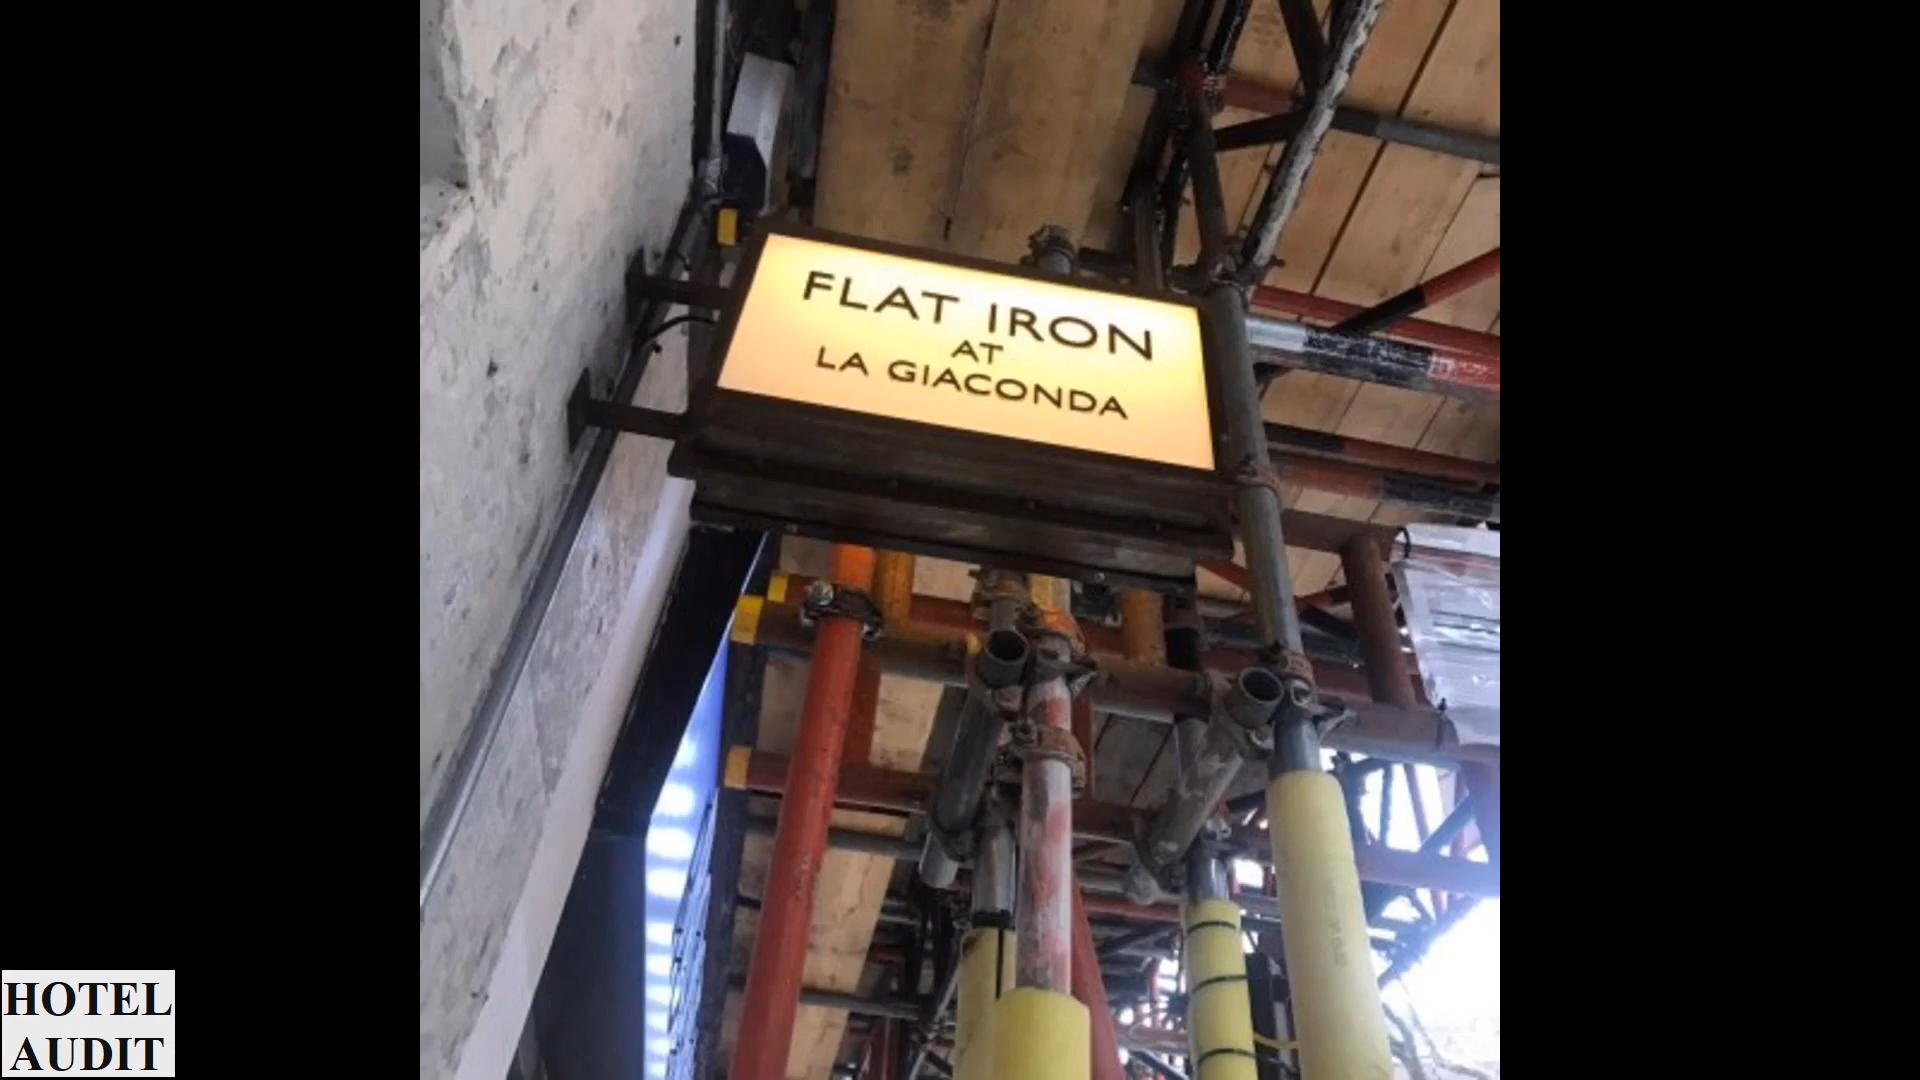 FLAT IRON
AT
LA GIACONDA
HOTEL
AUDIT